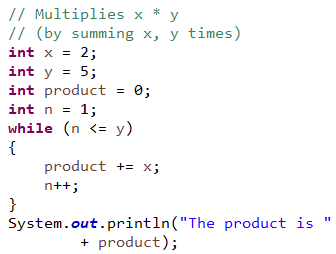 // Multiplies x * y
// (by summing x, y times)
int x = 2;
int y = 5;
int product = 0;
int n = 1;
while (n <= y)
{
    product += x;
    n++;
}
System.out.println("The product is "
        + product);